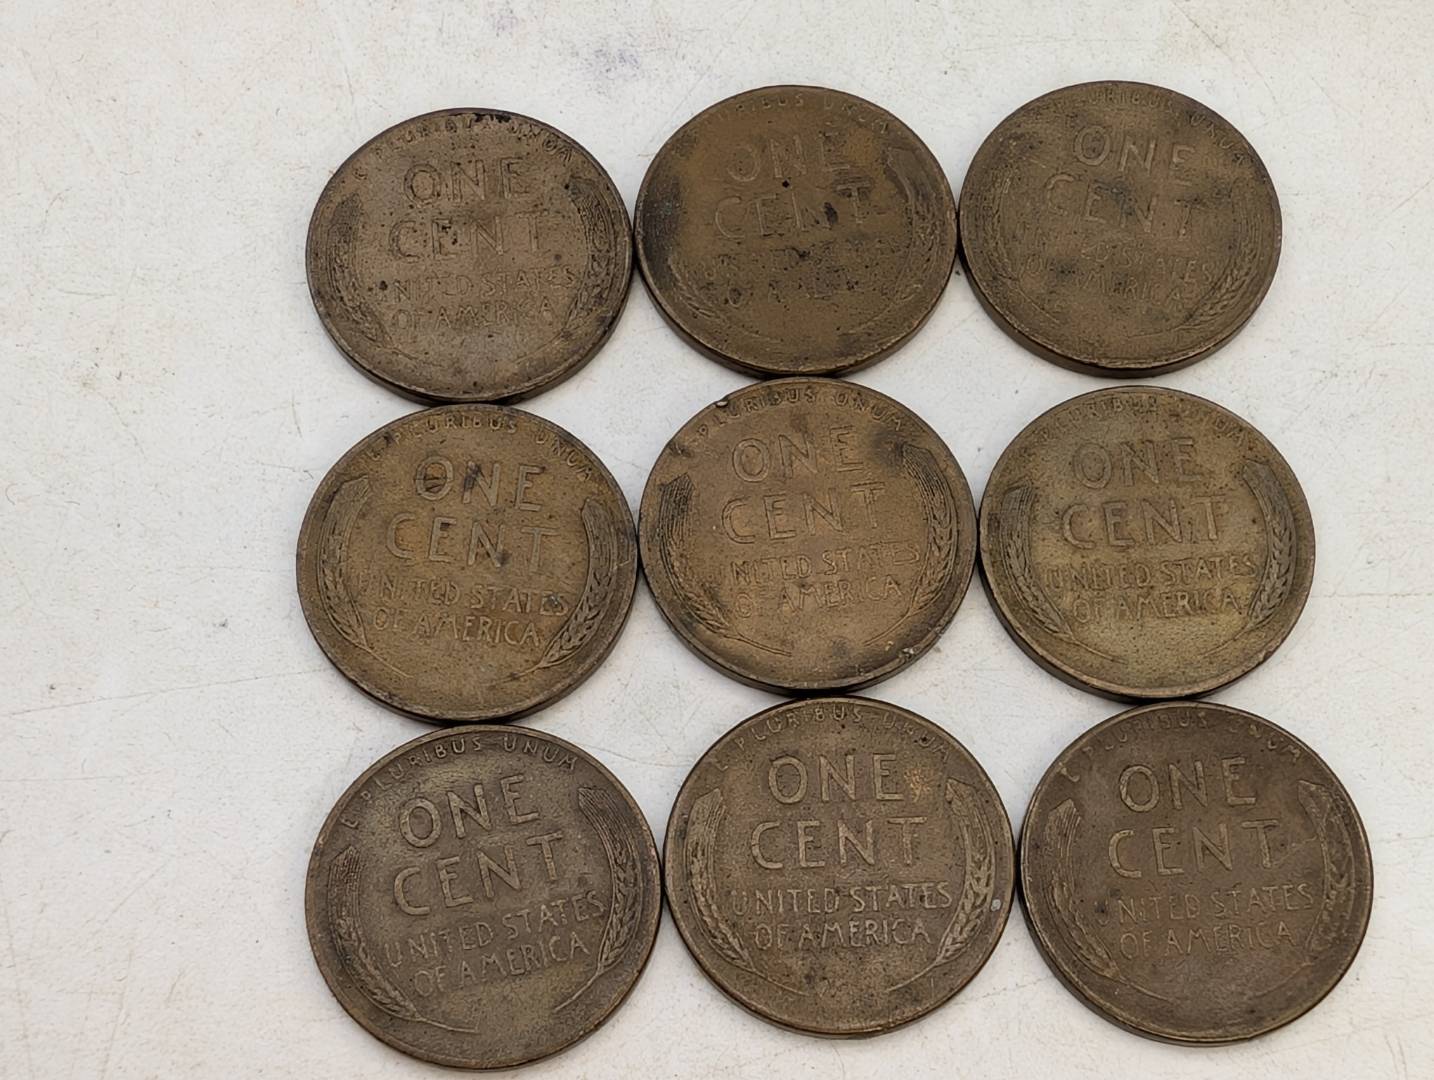 PLURIBUS UNUM
ONE
CENT
UNITED STATES
OF AMERICA
PLURIBUS UNUM
ONE
CENT
PLURIBUS UNUM
ONE
CENT
STATES
AMERICA
E PLURIBUS UNUM
ONE
CENT
UNITED STATES
OF AMERICA
PLURIBUS UNUM
ONE
CENT
UNITED STATES
OF AMERICA
PLURIBUS
ONE
CENT
UNITED STATES
OF AMERICA
E PLURIBUS UNUM
ONE
CENT
UNITED STATES
OF AMERICA
E PLURIBUS UNUM
ONE
CENT
UNITED STATES
OF AMERICA
E PLURIBUS UNUM
ONE
CENT
UNITED STATES
OF AMERICA